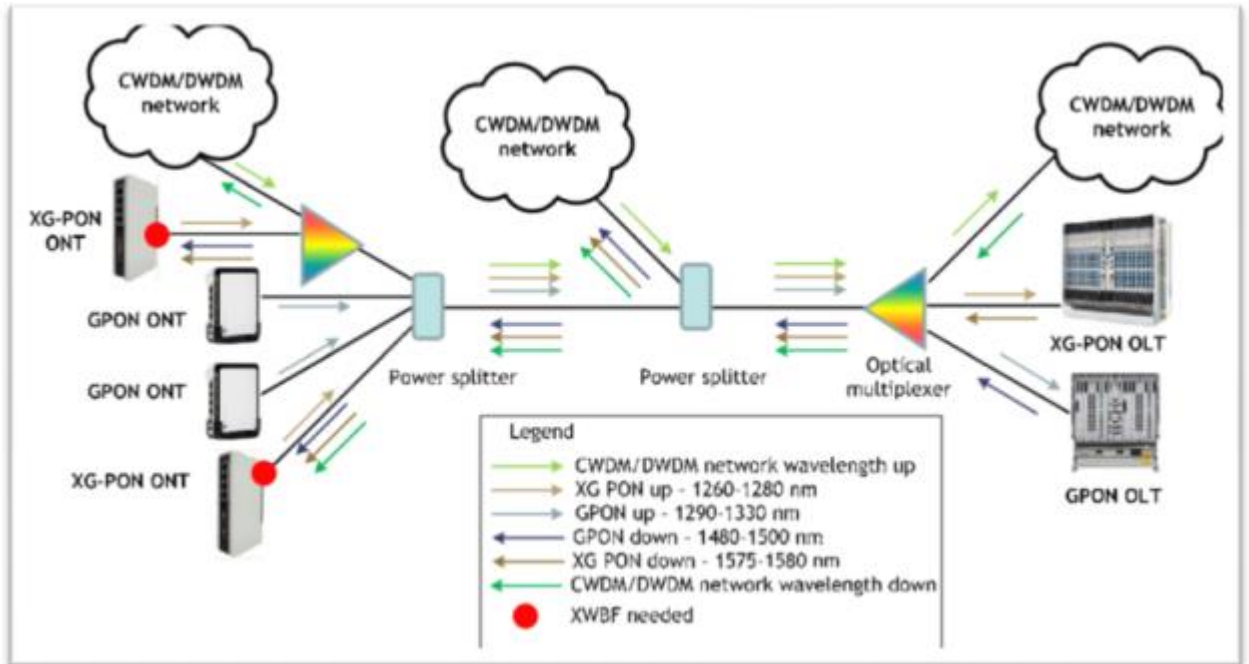 CWDM/DWDM
network
CWDM/DWDM
network
CWDM/DWDM
network
XG-PON
ONT
GPON ONT
GPON ONT
XG-PON ONT
Power splitter
Power splitter
Optical
multiplexer
XG-PON OLT
GPON OLT
Legend
CWDM/DWDM network wavelength up
XG PON up - 1260-1280 nm
GPON up - 1290-1330 nm
GPON down - 1480-1500 nm
XG PON down - 1575-1580 nm
CWDM/DWDM network wavelength down
XWBF needed